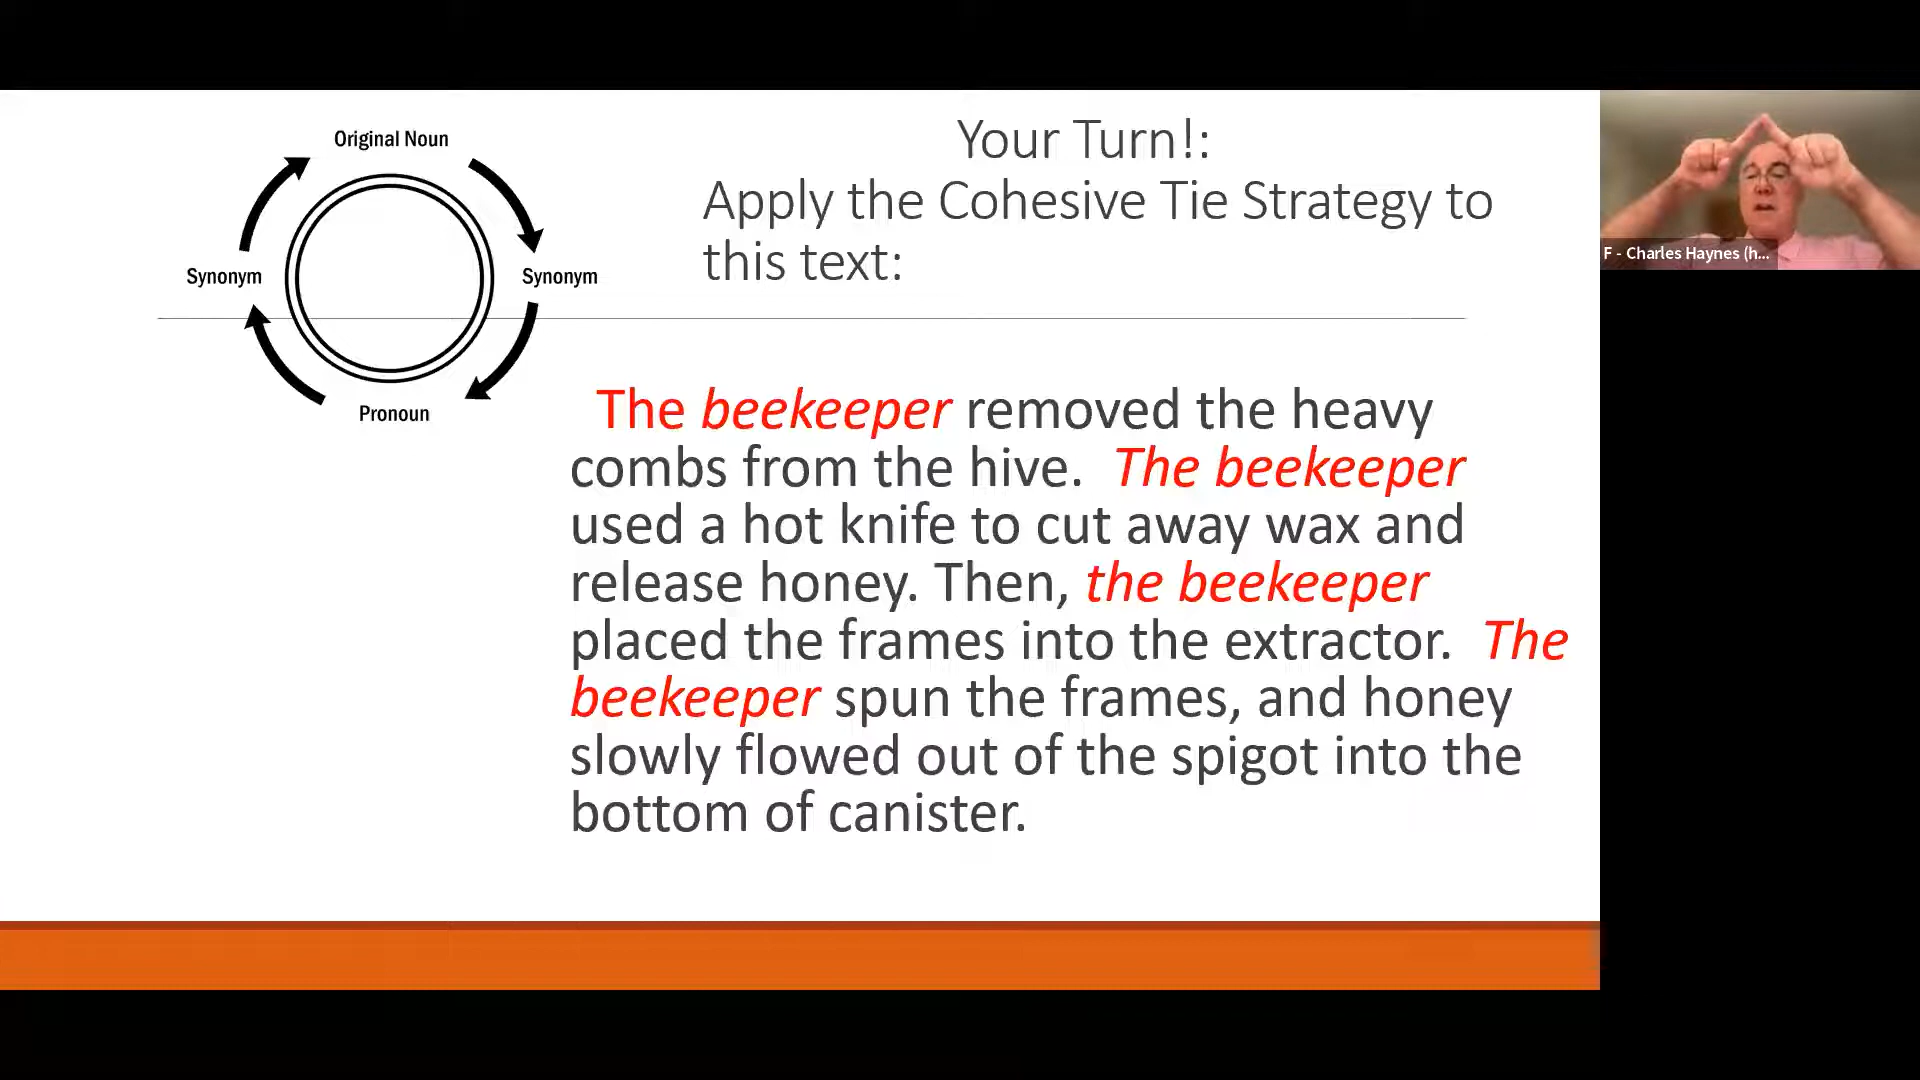 Original Noun
Synonym
Synonym
Pronoun
Your Turn!:
Apply the Cohesive Tie Strategy to
this text:
The beekeeper removed the heavy
combs from the hive. The beekeeper
used a hot knife to cut away wax and
release honey. Then, the beekeeper
placed the frames into the extractor. The
beekeeper spun the frames, and honey
slowly flowed out of the spigot into the
bottom of canister.
F - Charles Haynes (h...